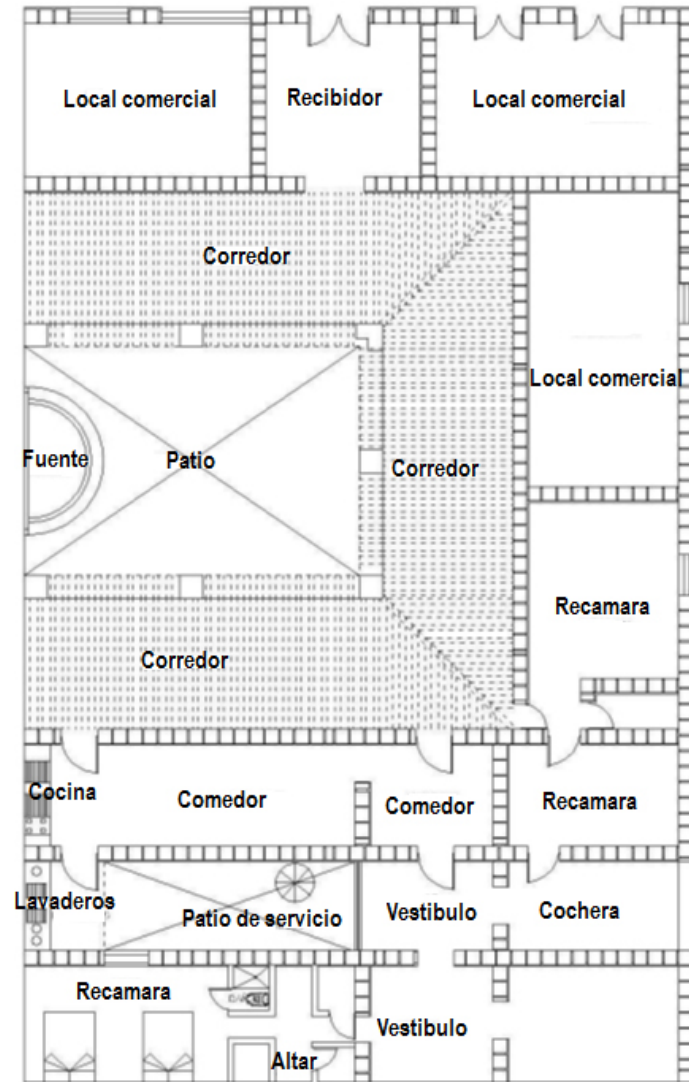 Local comercial
Recibidor
Local comercial
Corredor
Local comercial
Fuente
Patio
Corredor
Recamara
Corredor
Cocina
Comedor
Comedor
Recamara
Lavaderos
Patio de servicio
Vestibulo
Cochera
Recamara
Vestibulo
Altar